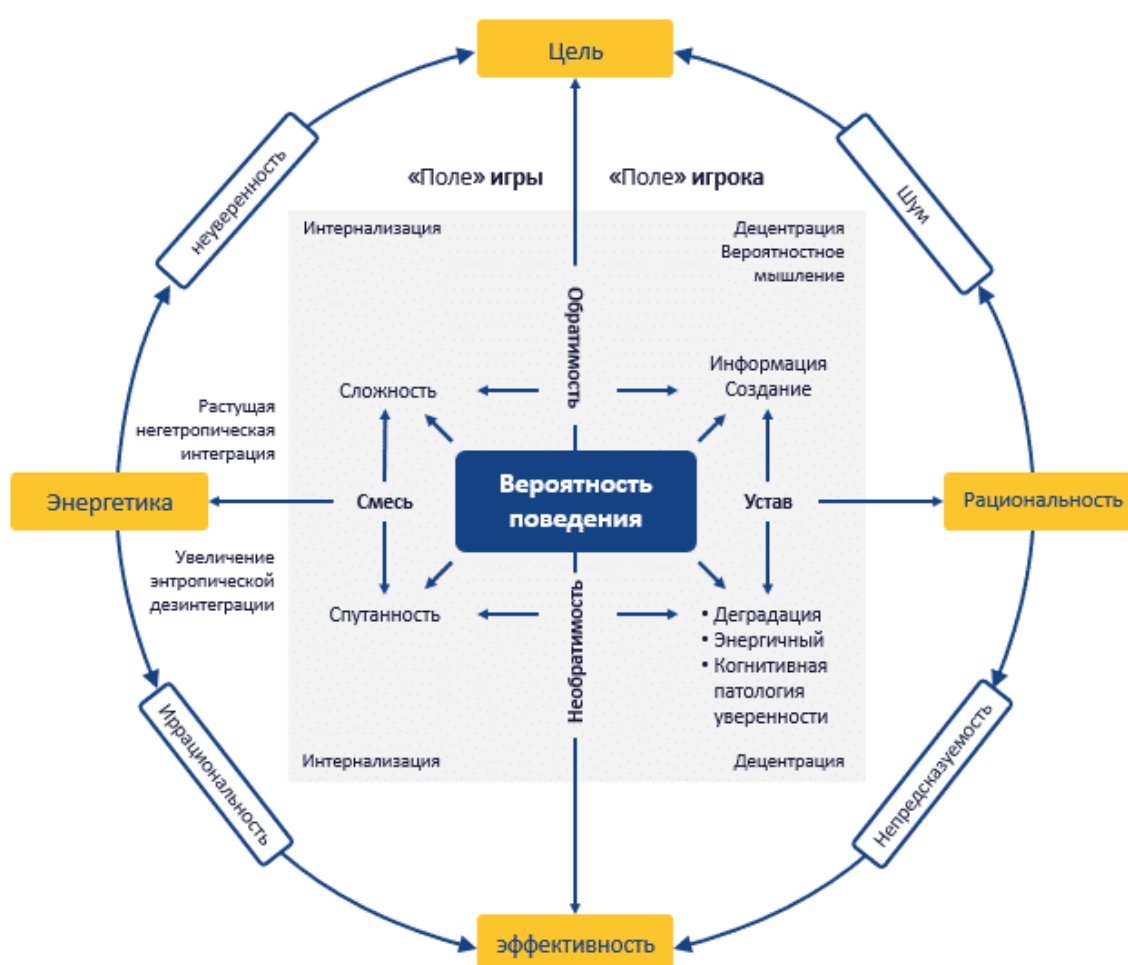 Цель
неуверенность
Шум
«Поле» игры
«Поле» игрока
Интернализация
Децентрация
Вероятностное
мышление
Обратимость
Сложность
Информация
Создание
Растущая
негетропическая
интеграция
Энергетика
Смесь
Вероятность
поведения
Устав
Рациональность
Увеличение
энтропической
дезинтеграции
Спутанность
Необратимость
• Деградация
• Энергичный
• Когнитивная
патология
уверенности
Иррациональность
Непредсказуемость
Интернализация
Децентрация
эффективность